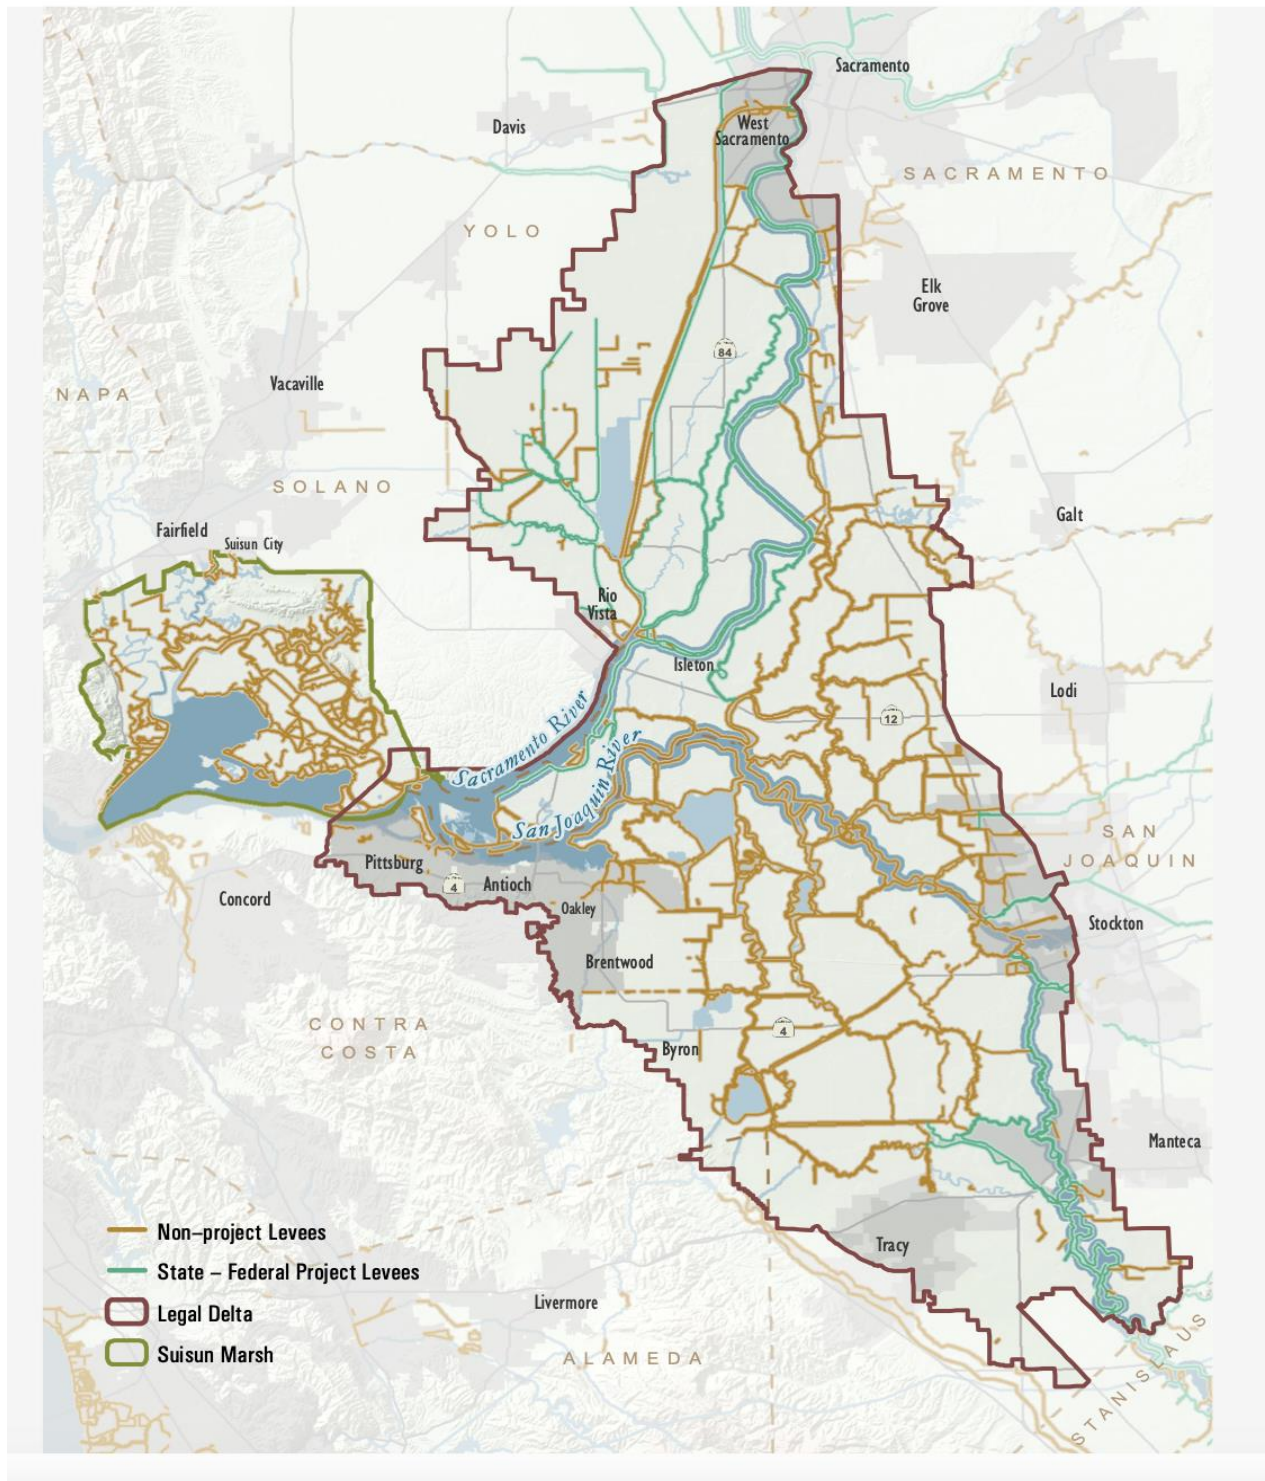 Sacramento
Davis
West
Sacramento
SACRAMENTO
YOLO
Elk
Grove
84
Vacaville
NAPA
SOLANO
Galt
Fairfield
Suisun City
Rio
Vista
Isleton
Lodi
12
Sacramento River
San Joaquin River
SAN
JOAQUIN
Pittsburg
4
Antioch
Concord
Oakley
Stockton
Brentwood
CONTRA
COSTA
4
Byron
Manteca
Non-project Levees
State - Federal Project Levees
Legal Delta
Suisun Marsh
Tracy
Livermore
ALAMEDA
STANISLAUS